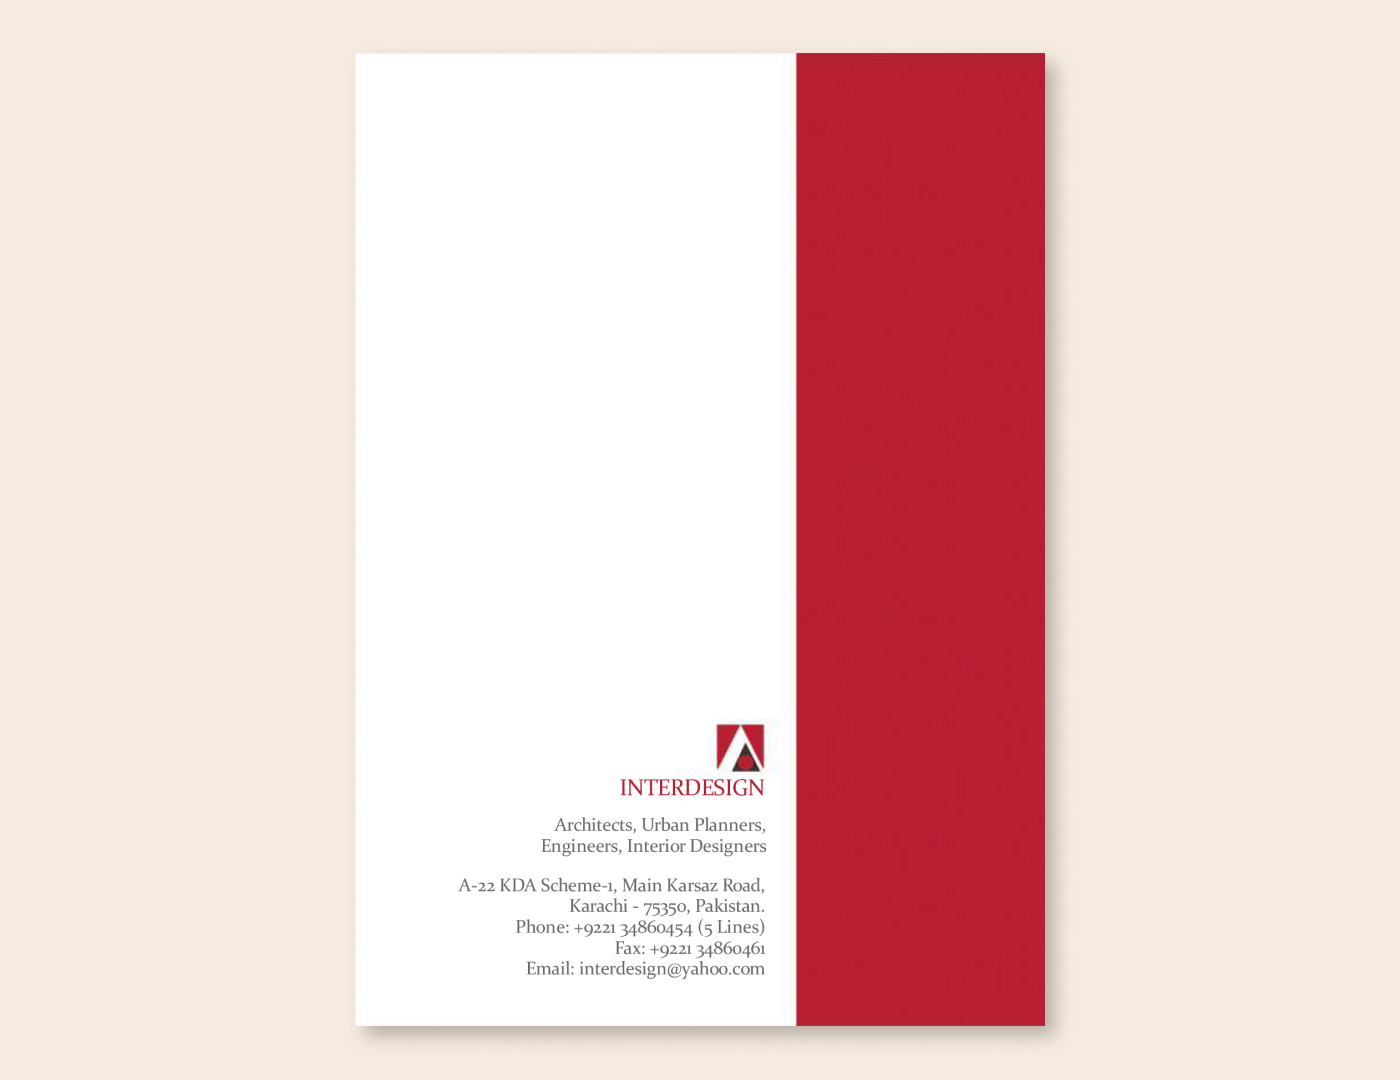 INTERDESIGN
Architects, Urban Planners,
Engineers, Interior Designers
A-22 KDA Scheme-1, Main Karsaz Road,
Karachi - 75350, Pakistan.
Phone: +9221 34860454 (5 Lines)
Fax: +9221 34860461
Email: interdesign@yahoo.com